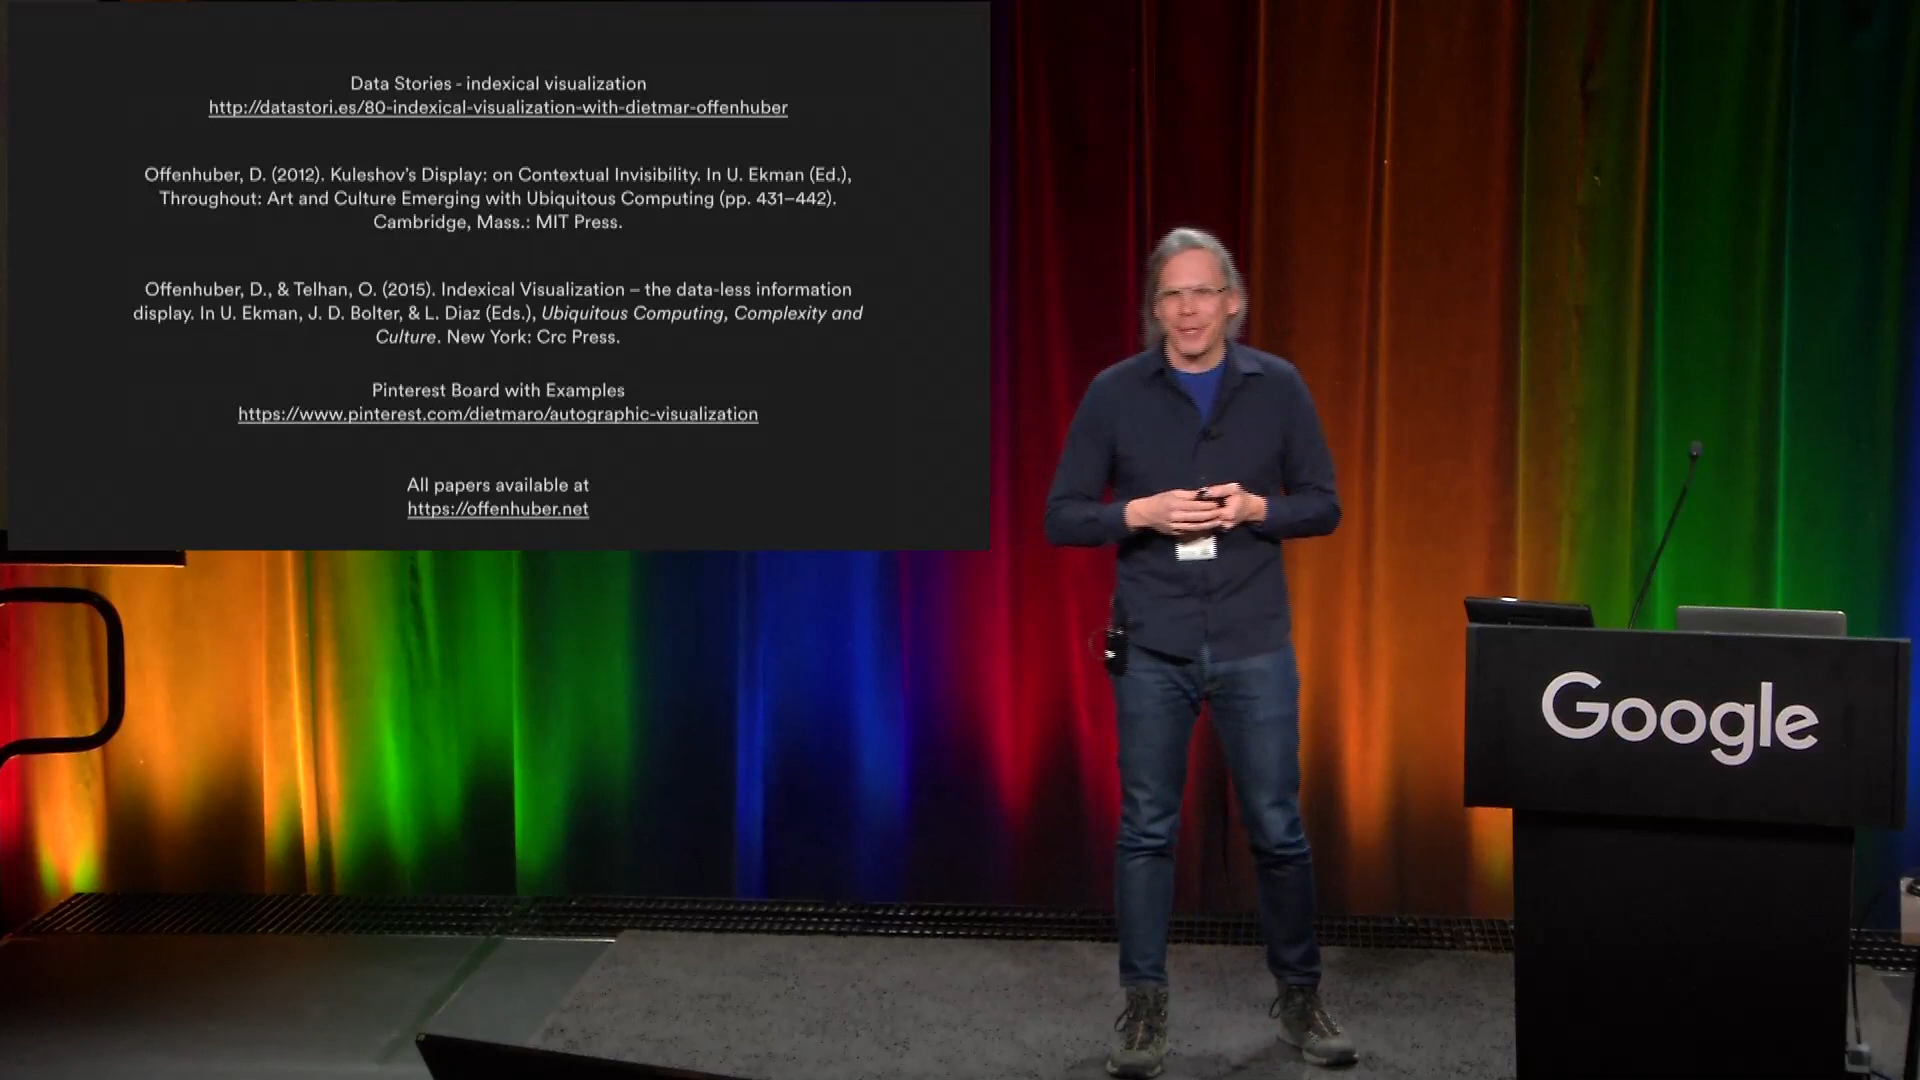 Data Stories - indexical visualization
http://datastori.es/80-indexical-visualization-with-dietmar-offenhuber
Offenhuber, D. (2012). Kuleshov's Display: on Contextual Invisibility. In U. Ekman (Ed.),
Throughout: Art and Culture Emerging with Ubiquitous Computing (pp. 431–442).
Cambridge, Mass.: MIT Press.
Offenhuber, D., & Telhan, O. (2015). Indexical Visualization – the data-less information
display. In U. Ekman, J. D. Bolter, & L. Diaz (Eds.), Ubiquitous Computing, Complexity and
Culture. New York: Crc Press.
Pinterest Board with Examples
https://www.pinterest.com/dietmaro/autographic-visualization
All papers available at
https://offenhuber.net
Google